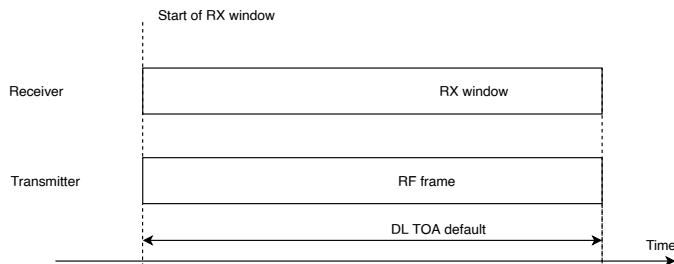 Start of RX window
Receiver
RX window
Transmitter
RF frame
DL TOA default
Time